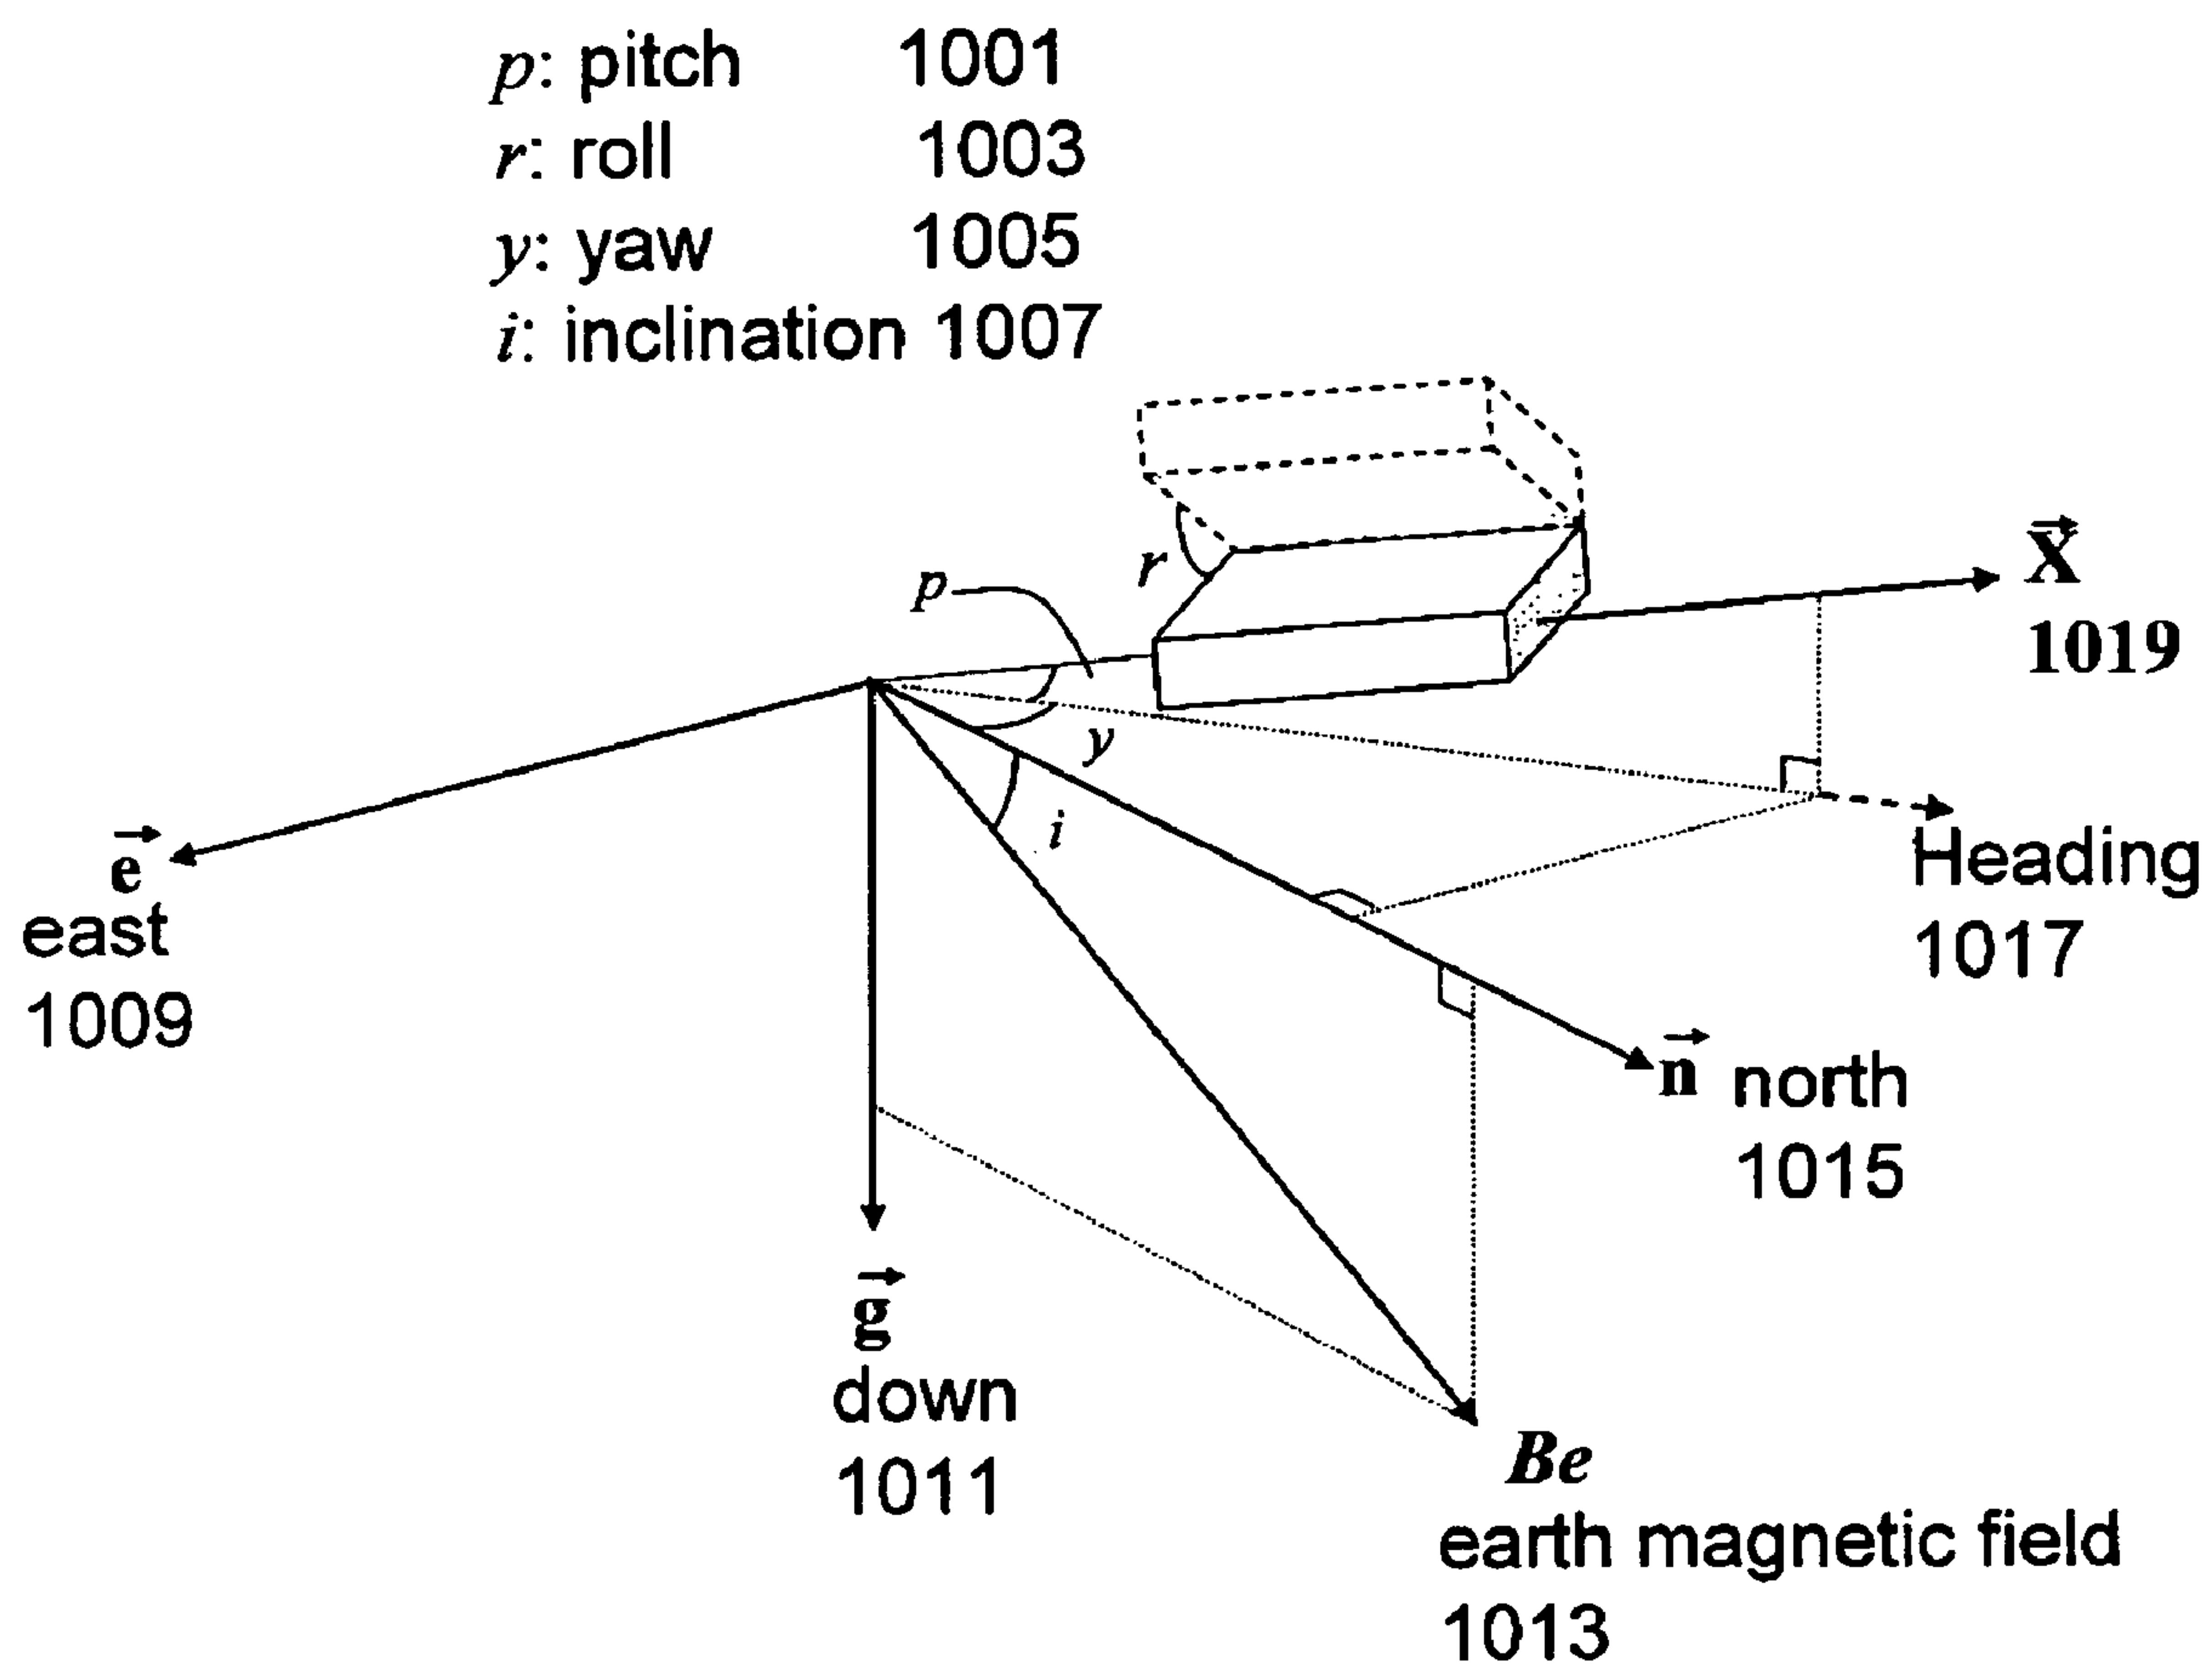 p: pitch 1001
r: roll 1003
y: yaw 1005
i: inclination 1007
r
p
X
1019
y
i
e
east
1009
Heading
1017
n north
1015
g
down
1011
Be
earth magnetic field
1013